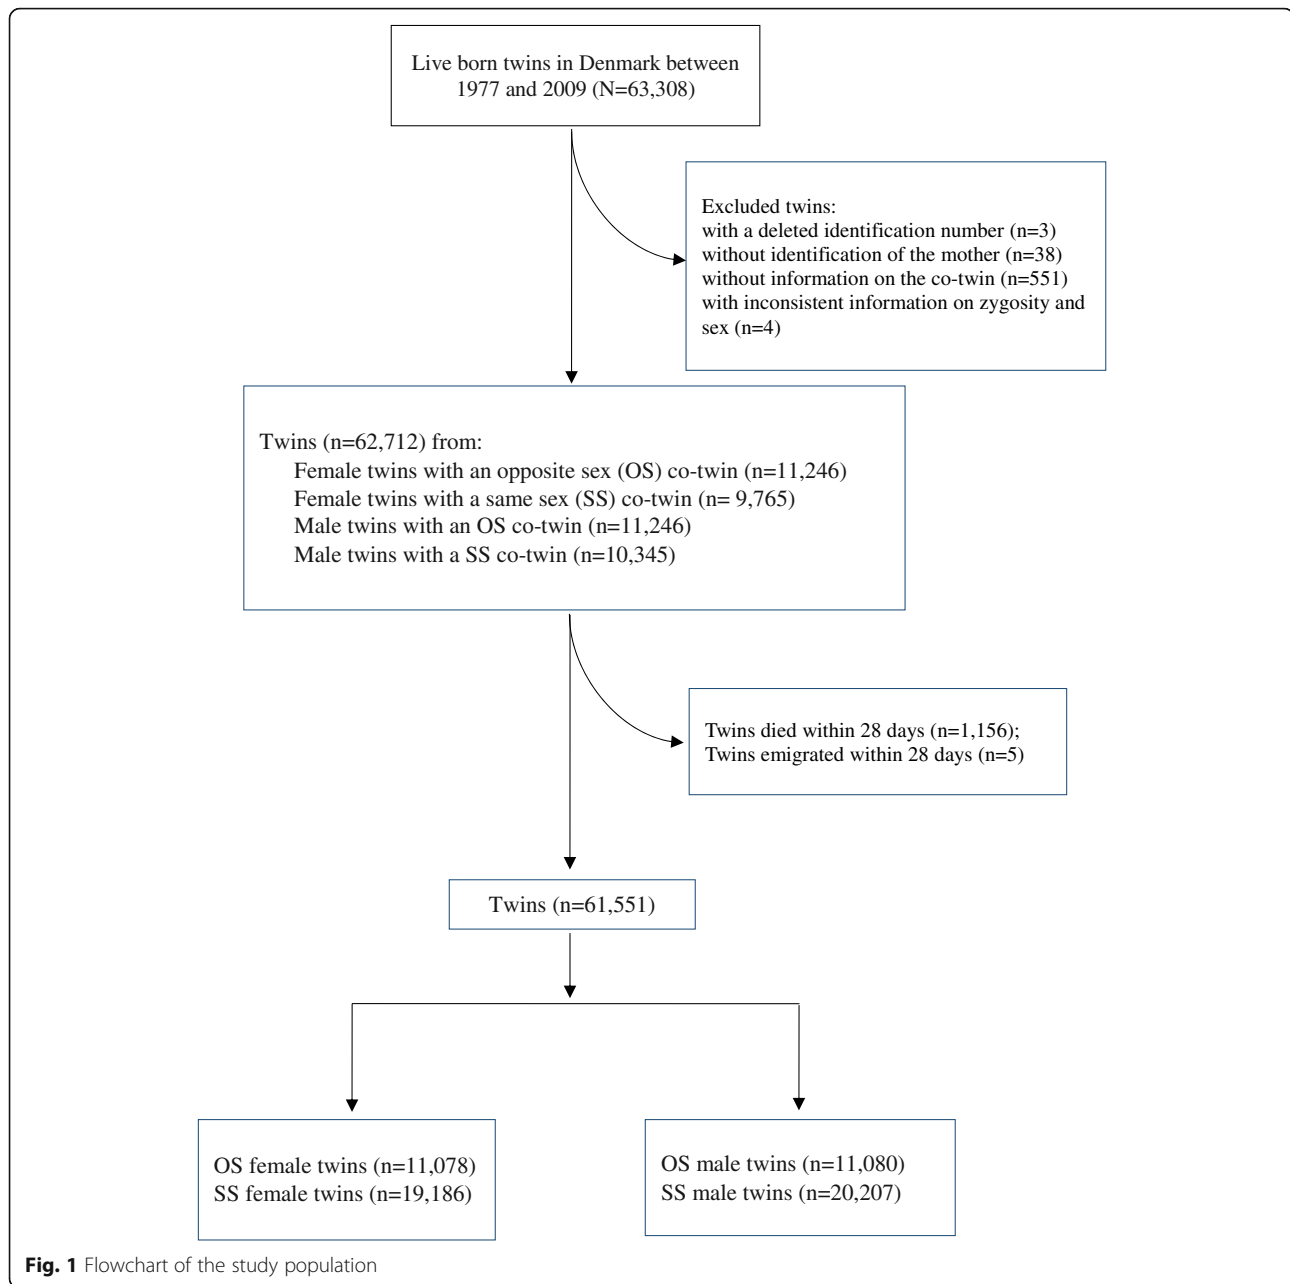 Live born twins in Denmark between
1977 and 2009 (N=63,308)
Excluded twins:
with a deleted identification number (n=3)
without identification of the mother (n=38)
without information on the co-twin (n=551)
with inconsistent information on zygosity and
sex (n=4)
Twins (n=62,712) from:
Female twins with an opposite sex (OS) co-twin (n=11,246)
Female twins with a same sex (SS) co-twin (n= 9,765)
Male twins with an OS co-twin (n=11,246)
Male twins with a SS co-twin (n=10,345)
Twins died within 28 days (n=1,156);
Twins emigrated within 28 days (n=5)
Twins (n=61,551)
OS female twins (n=11,078)
SS female twins (n=19,186)
OS male twins (n=11,080)
SS male twins (n=20,207)
Fig. 1 Flowchart of the study population